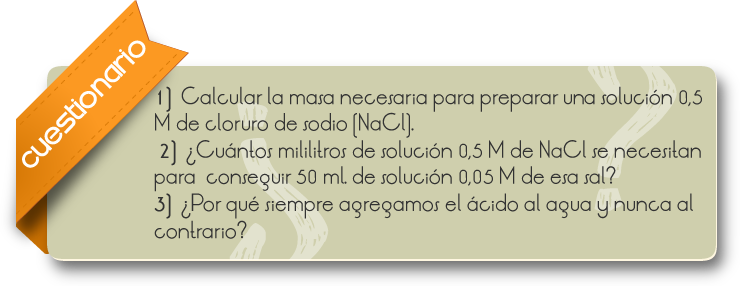 cuestionario
1) Calcular la masa necesaria para preparar una solución 0,5
M de cloruro de sodio (NaCl).
2) ¿Cuántos mililitros de solución 0,5 M de NaCl se necesitan
para conseguir 50 ml. de solución 0,05 M de esa sal?
3) ¿Por qué siempre agregamos el ácido al agua y nunca al
contrario?